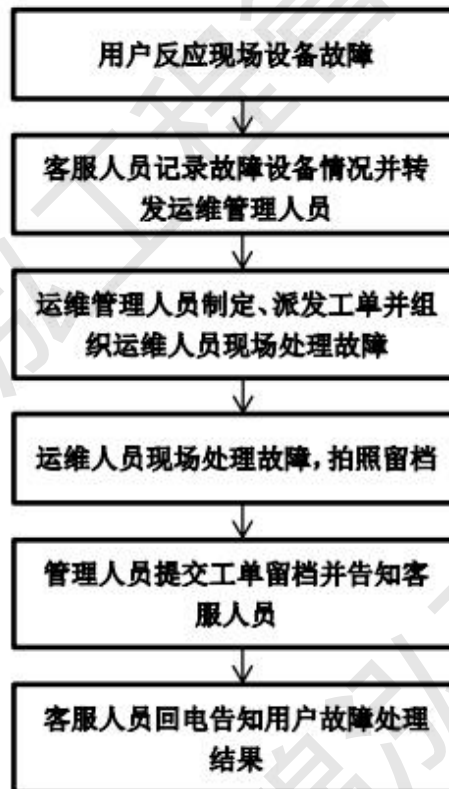 用户反应现场设备故障
客服人员记录故障设备情况并转
发运维管理人员
运维管理人员制定、派发工单并组
织运维人员现场处理故障
运维人员现场处理故障，拍照留档
管理人员提交工单留档并告知客
服人员
客服人员回电告知用户故障处理
结果